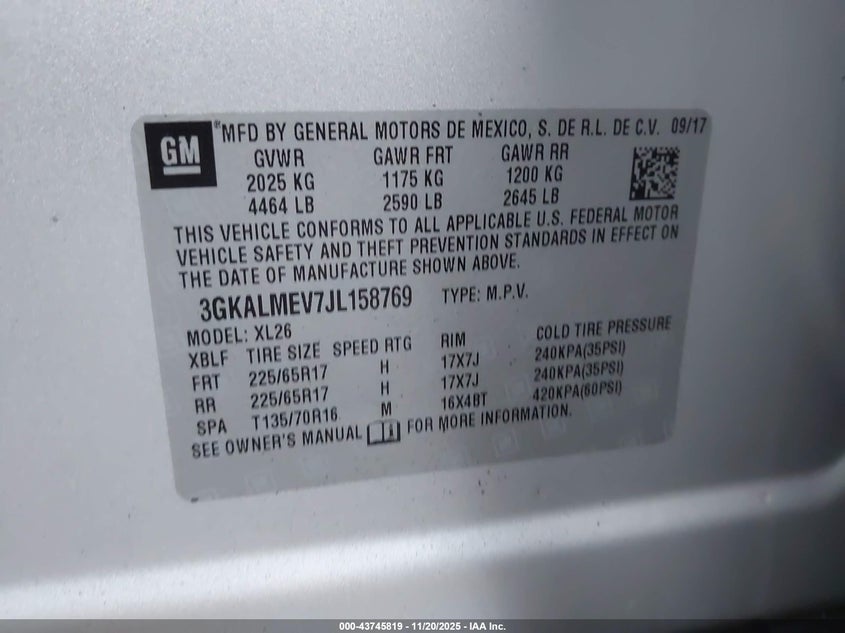 GM
®MFD BY GENERAL MOTORS DE MEXICO, S. DE R.L. DE C.V. 09/17
GVWR GAWR FRT GAWR RR
2025 KG 1175 KG 1200 KG
4464 LB 2590 LB 2645 LB
THIS VEHICLE CONFORMS TO ALL APPLICABLE U.S. FEDERAL MOTOR
VEHICLE SAFETY AND THEFT PREVENTION STANDARDS IN EFFECT ON
THE DATE OF MANUFACTURE SHOWN ABOVE.
3GKALMEV7JL158769 TYPE: M.P.V.
MODEL: XL26
XBLF TIRE SIZE SPEED RTG RIM COLD TIRE PRESSURE
FRT 225/65R17 H 17X7J 240KPA(35PSI)
RR 225/65R17 H 17X7J 240KPA(35PSI)
SPA T135/70R16 M 16X4BT 420KPA(60PSI)
SEE OWNER'S MANUAL FOR MORE INFORMATION.
000-43745819 - 11/20/2025 - IAA Inc.